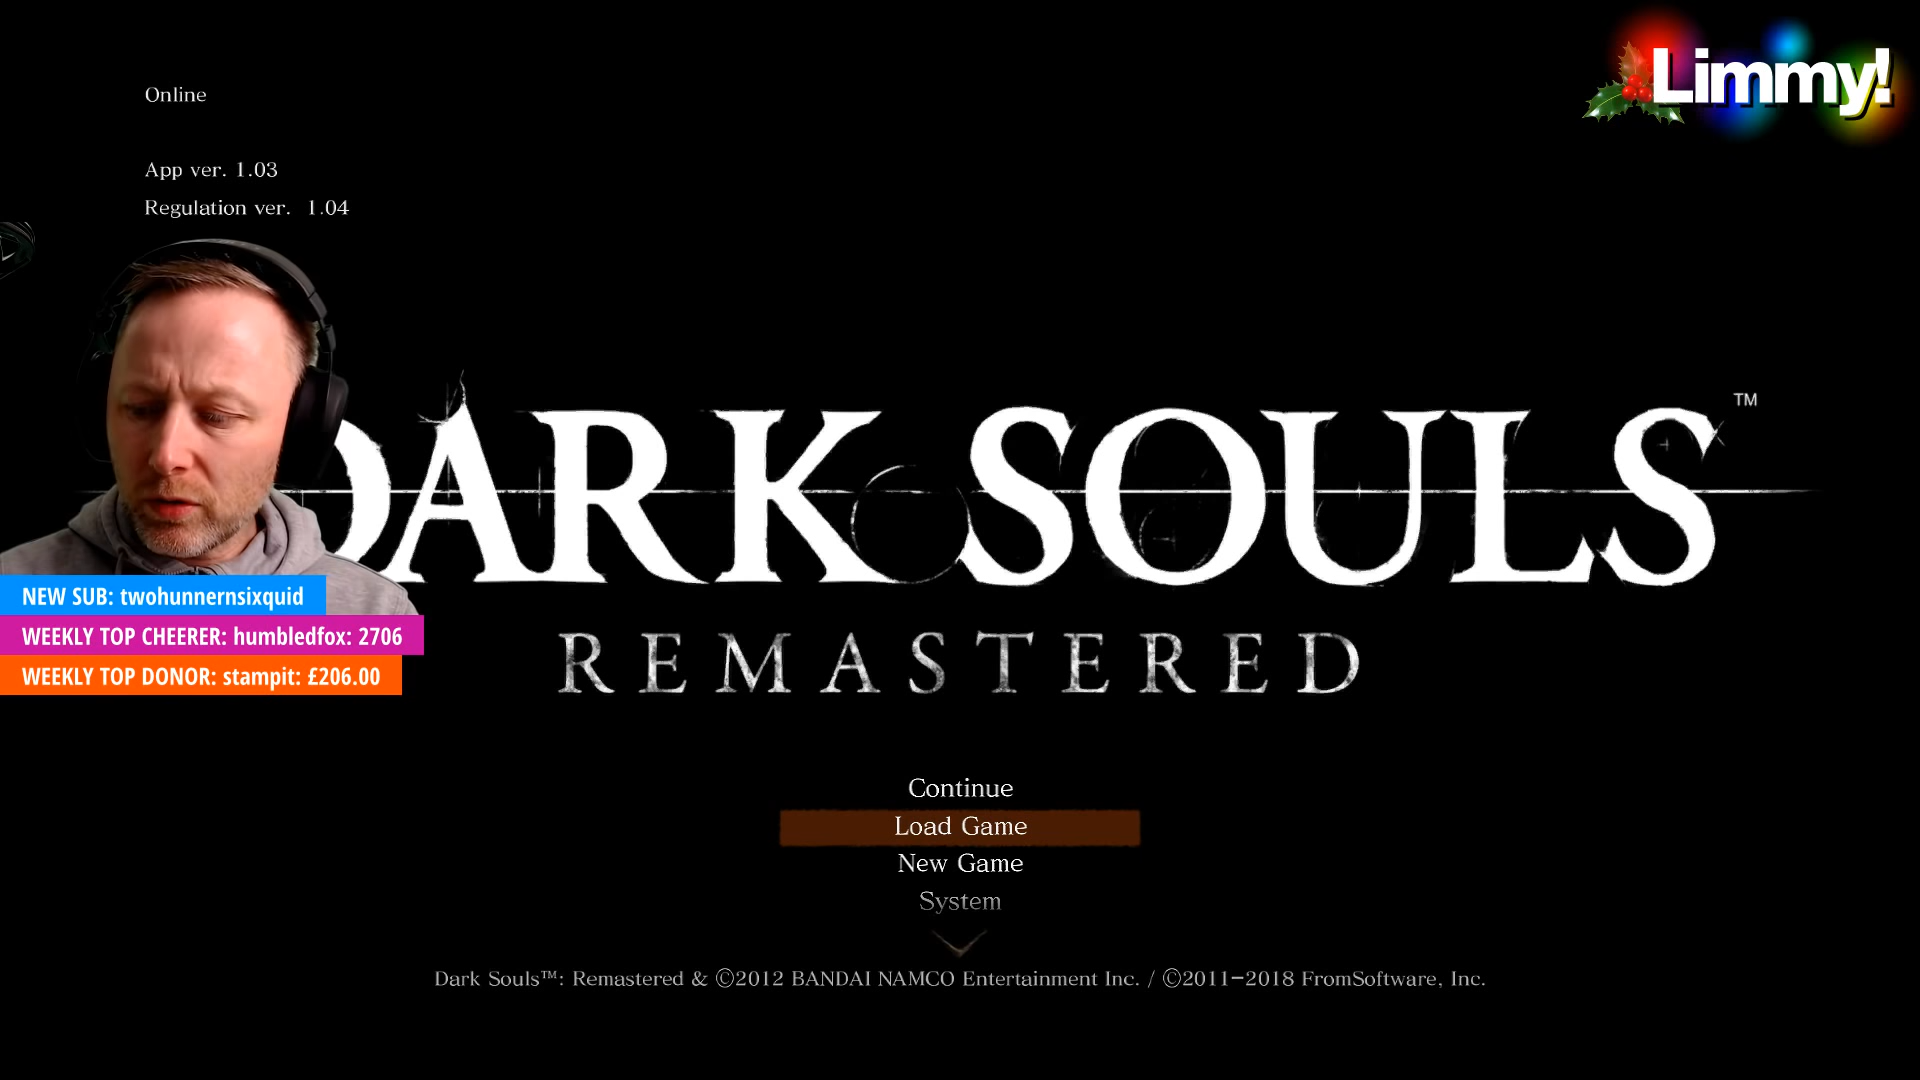 Limmy!
Online
App ver. 1.03
Regulation ver. 1.04
DARK SOULS™
REMASTERED
NEW SUB: twohunnernsixquid
WEEKLY TOP CHEERER: humbledfox: 2706
WEEKLY TOP DONOR: stampit: £206.00
Continue
Load Game
New Game
System
Dark Souls™: Remastered & ©2012 BANDAI NAMCO Entertainment Inc. / ©2011-2018 FromSoftware, Inc.